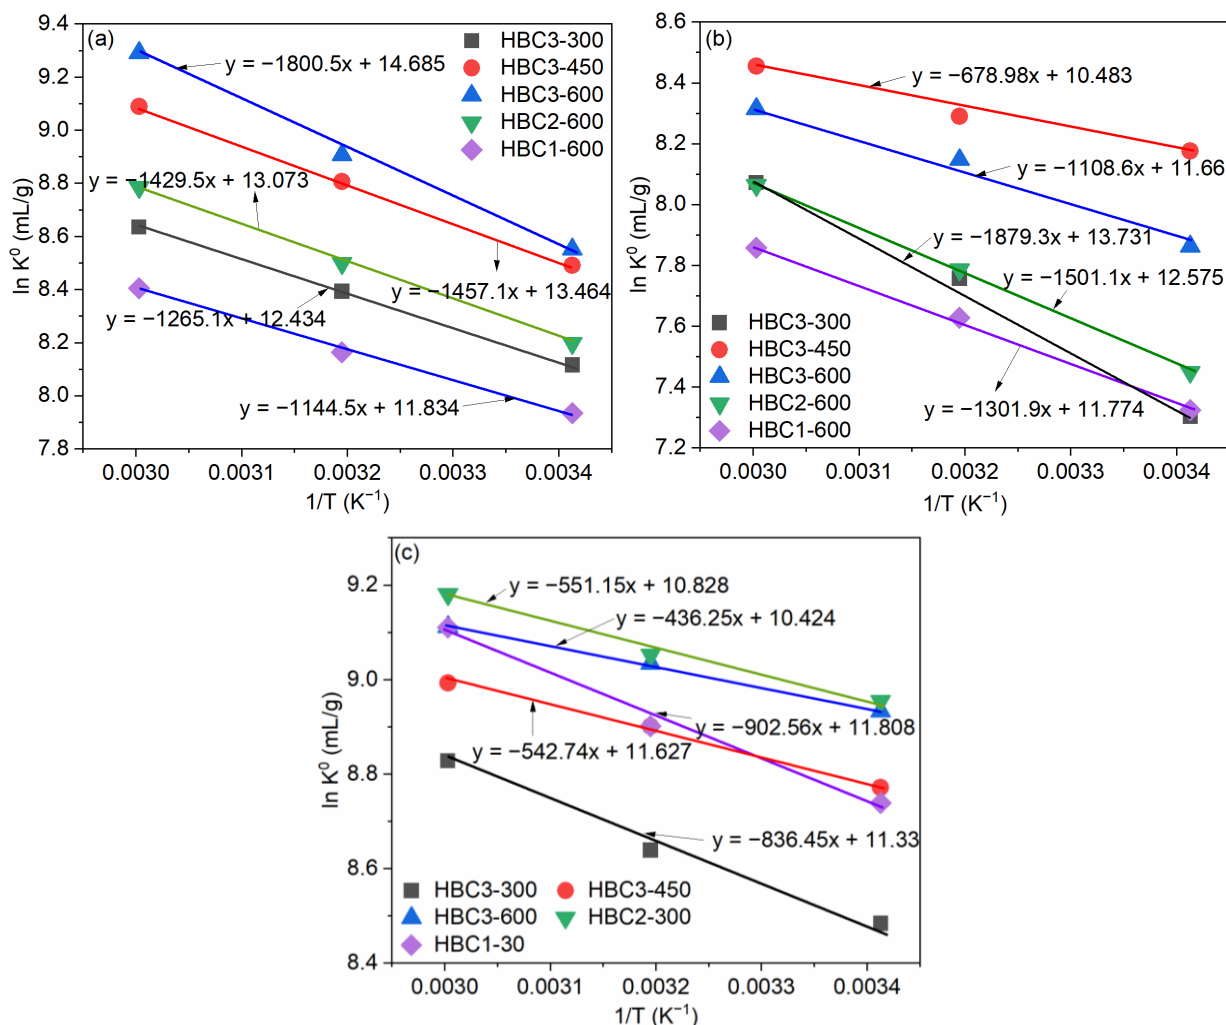 (a)
ln K⁰ (mL/g)
9.4
9.2
9.0
8.8
8.6
8.4
8.2
8.0
7.8
HBC3-300
HBC3-450
HBC3-600
HBC2-600
HBC1-600
y = −1800.5x + 14.685
y = −1429.5x + 13.073
y = −1457.1x + 13.464
y = −1265.1x + 12.434
y = −1144.5x + 11.834
0.0030 0.0031 0.0032 0.0033 0.0034
1/T (K⁻¹)
(b)
ln K⁰ (mL/g)
8.6
8.4
8.2
8.0
7.8
7.6
7.4
7.2
y = −678.98x + 10.483
y = −1108.6x + 11.66
y = −1879.3x + 13.731
y = −1501.1x + 12.575
y = −1301.9x + 11.774
HBC3-300
HBC3-450
HBC3-600
HBC2-600
HBC1-600
0.0030 0.0031 0.0032 0.0033 0.0034
1/T (K⁻¹)
(c)
ln K⁰ (mL/g)
9.2
9.0
8.8
8.6
8.4
y = −551.15x + 10.828
y = −436.25x + 10.424
y = −902.56x + 11.808
y = −542.74x + 11.627
y = −836.45x + 11.33
HBC3-300 HBC3-450
HBC3-600 HBC2-300
HBC1-30
0.0030 0.0031 0.0032 0.0033 0.0034
1/T (K⁻¹)